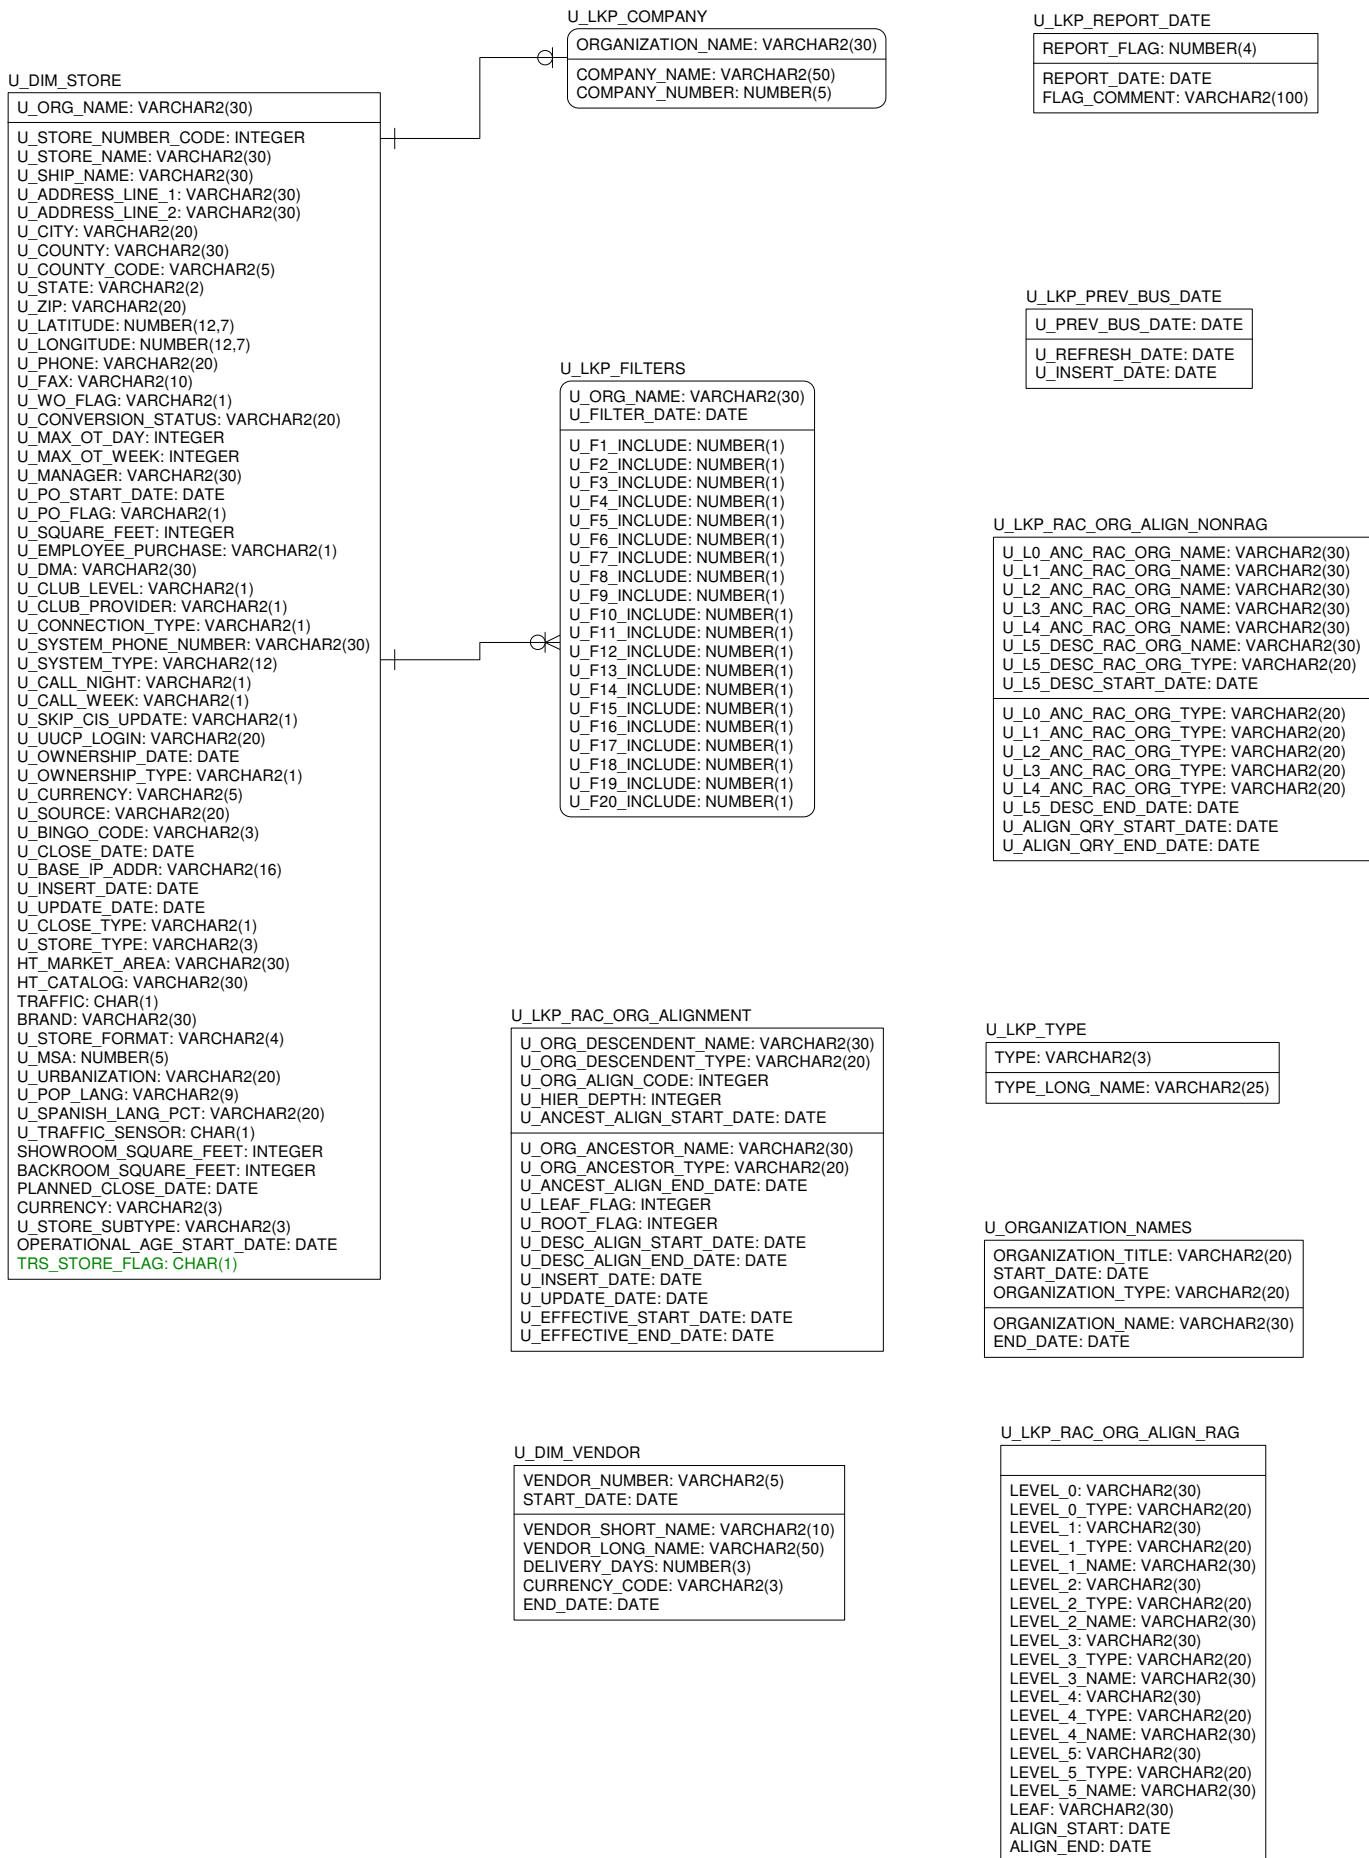 U_DIM_STORE
U_ORG_NAME: VARCHAR2(30)
U_STORE_NUMBER_CODE: INTEGER
U_STORE_NAME: VARCHAR2(30)
U_SHIP_NAME: VARCHAR2(30)
U_ADDRESS_LINE_1: VARCHAR2(30)
U_ADDRESS_LINE_2: VARCHAR2(30)
U_CITY: VARCHAR2(20)
U_COUNTY: VARCHAR2(30)
U_COUNTY_CODE: VARCHAR2(5)
U_STATE: VARCHAR2(2)
U_ZIP: VARCHAR2(20)
U_LATITUDE: NUMBER(12,7)
U_LONGITUDE: NUMBER(12,7)
U_PHONE: VARCHAR2(20)
U_FAX: VARCHAR2(10)
U_WO_FLAG: VARCHAR2(1)
U_CONVERSION_STATUS: VARCHAR2(20)
U_MAX_OT_DAY: INTEGER
U_MAX_OT_WEEK: INTEGER
U_MANAGER: VARCHAR2(30)
U_PO_START_DATE: DATE
U_PO_FLAG: VARCHAR2(1)
U_SQUARE_FEET: INTEGER
U_EMPLOYEE_PURCHASE: VARCHAR2(1)
U_DMA: VARCHAR2(30)
U_CLUB_LEVEL: VARCHAR2(1)
U_CLUB_PROVIDER: VARCHAR2(1)
U_CONNECTION_TYPE: VARCHAR2(1)
U_SYSTEM_PHONE_NUMBER: VARCHAR2(30)
U_SYSTEM_TYPE: VARCHAR2(12)
U_CALL_NIGHT: VARCHAR2(1)
U_CALL_WEEK: VARCHAR2(1)
U_SKIP_CIS_UPDATE: VARCHAR2(1)
U_UUCP_LOGIN: VARCHAR2(20)
U_OWNERSHIP_DATE: DATE
U_OWNERSHIP_TYPE: VARCHAR2(1)
U_CURRENCY: VARCHAR2(5)
U_SOURCE: VARCHAR2(20)
U_BINGO_CODE: VARCHAR2(3)
U_CLOSE_DATE: DATE
U_BASE_IP_ADDR: VARCHAR2(16)
U_INSERT_DATE: DATE
U_UPDATE_DATE: DATE
U_CLOSE_TYPE: VARCHAR2(1)
U_STORE_TYPE: VARCHAR2(3)
HT_MARKET_AREA: VARCHAR2(30)
HT_CATALOG: VARCHAR2(30)
TRAFFIC: CHAR(1)
BRAND: VARCHAR2(30)
U_STORE_FORMAT: VARCHAR2(4)
U_MSA: NUMBER(5)
U_URBANIZATION: VARCHAR2(20)
U_POP_LANG: VARCHAR2(9)
U_SPANISH_LANG_PCT: VARCHAR2(20)
U_TRAFFIC_SENSOR: CHAR(1)
SHOWROOM_SQUARE_FEET: INTEGER
BACKROOM_SQUARE_FEET: INTEGER
PLANNED_CLOSE_DATE: DATE
CURRENCY: VARCHAR2(3)
U_STORE_SUBTYPE: VARCHAR2(3)
OPERATIONAL_AGE_START_DATE: DATE
TRS_STORE_FLAG: CHAR(1)
U_LKP_COMPANY
ORGANIZATION_NAME: VARCHAR2(30)
COMPANY_NAME: VARCHAR2(50)
COMPANY_NUMBER: NUMBER(5)
U_LKP_FILTERS
U_ORG_NAME: VARCHAR2(30)
U_FILTER_DATE: DATE
U_F1_INCLUDE: NUMBER(1)
U_F2_INCLUDE: NUMBER(1)
U_F3_INCLUDE: NUMBER(1)
U_F4_INCLUDE: NUMBER(1)
U_F5_INCLUDE: NUMBER(1)
U_F6_INCLUDE: NUMBER(1)
U_F7_INCLUDE: NUMBER(1)
U_F8_INCLUDE: NUMBER(1)
U_F9_INCLUDE: NUMBER(1)
U_F10_INCLUDE: NUMBER(1)
U_F11_INCLUDE: NUMBER(1)
U_F12_INCLUDE: NUMBER(1)
U_F13_INCLUDE: NUMBER(1)
U_F14_INCLUDE: NUMBER(1)
U_F15_INCLUDE: NUMBER(1)
U_F16_INCLUDE: NUMBER(1)
U_F17_INCLUDE: NUMBER(1)
U_F18_INCLUDE: NUMBER(1)
U_F19_INCLUDE: NUMBER(1)
U_F20_INCLUDE: NUMBER(1)
U_LKP_RAC_ORG_ALIGNMENT
U_ORG_DESCENDENT_NAME: VARCHAR2(30)
U_ORG_DESCENDENT_TYPE: VARCHAR2(20)
U_ORG_ALIGN_CODE: INTEGER
U_HIER_DEPTH: INTEGER
U_ANCEST_ALIGN_START_DATE: DATE
U_ORG_ANCESTOR_NAME: VARCHAR2(30)
U_ORG_ANCESTOR_TYPE: VARCHAR2(20)
U_ANCEST_ALIGN_END_DATE: DATE
U_LEAF_FLAG: INTEGER
U_ROOT_FLAG: INTEGER
U_DESC_ALIGN_START_DATE: DATE
U_DESC_ALIGN_END_DATE: DATE
U_INSERT_DATE: DATE
U_UPDATE_DATE: DATE
U_EFFECTIVE_START_DATE: DATE
U_EFFECTIVE_END_DATE: DATE
U_DIM_VENDOR
VENDOR_NUMBER: VARCHAR2(5)
START_DATE: DATE
VENDOR_SHORT_NAME: VARCHAR2(10)
VENDOR_LONG_NAME: VARCHAR2(50)
DELIVERY_DAYS: NUMBER(3)
CURRENCY_CODE: VARCHAR2(3)
END_DATE: DATE
U_LKP_REPORT_DATE
REPORT_FLAG: NUMBER(4)
REPORT_DATE: DATE
FLAG_COMMENT: VARCHAR2(100)
U_LKP_PREV_BUS_DATE
U_PREV_BUS_DATE: DATE
U_REFRESH_DATE: DATE
U_INSERT_DATE: DATE
U_LKP_RAC_ORG_ALIGN_NONRAG
U_L0_ANC_RAC_ORG_NAME: VARCHAR2(30)
U_L1_ANC_RAC_ORG_NAME: VARCHAR2(30)
U_L2_ANC_RAC_ORG_NAME: VARCHAR2(30)
U_L3_ANC_RAC_ORG_NAME: VARCHAR2(30)
U_L4_ANC_RAC_ORG_NAME: VARCHAR2(30)
U_L5_DESC_RAC_ORG_NAME: VARCHAR2(30)
U_L5_DESC_RAC_ORG_TYPE: VARCHAR2(20)
U_L5_DESC_START_DATE: DATE
U_L0_ANC_RAC_ORG_TYPE: VARCHAR2(20)
U_L1_ANC_RAC_ORG_TYPE: VARCHAR2(20)
U_L2_ANC_RAC_ORG_TYPE: VARCHAR2(20)
U_L3_ANC_RAC_ORG_TYPE: VARCHAR2(20)
U_L4_ANC_RAC_ORG_TYPE: VARCHAR2(20)
U_L5_DESC_END_DATE: DATE
U_ALIGN_QRY_START_DATE: DATE
U_ALIGN_QRY_END_DATE: DATE
U_LKP_TYPE
TYPE: VARCHAR2(3)
TYPE_LONG_NAME: VARCHAR2(25)
U_ORGANIZATION_NAMES
ORGANIZATION_TITLE: VARCHAR2(20)
START_DATE: DATE
ORGANIZATION_TYPE: VARCHAR2(20)
ORGANIZATION_NAME: VARCHAR2(30)
END_DATE: DATE
U_LKP_RAC_ORG_ALIGN_RAG
LEVEL_0: VARCHAR2(30)
LEVEL_0_TYPE: VARCHAR2(20)
LEVEL_1: VARCHAR2(30)
LEVEL_1_TYPE: VARCHAR2(20)
LEVEL_1_NAME: VARCHAR2(30)
LEVEL_2: VARCHAR2(30)
LEVEL_2_TYPE: VARCHAR2(20)
LEVEL_2_NAME: VARCHAR2(30)
LEVEL_3: VARCHAR2(30)
LEVEL_3_TYPE: VARCHAR2(20)
LEVEL_3_NAME: VARCHAR2(30)
LEVEL_4: VARCHAR2(30)
LEVEL_4_TYPE: VARCHAR2(20)
LEVEL_4_NAME: VARCHAR2(30)
LEVEL_5: VARCHAR2(30)
LEVEL_5_TYPE: VARCHAR2(20)
LEVEL_5_NAME: VARCHAR2(30)
LEAF: VARCHAR2(30)
ALIGN_START: DATE
ALIGN_END: DATE